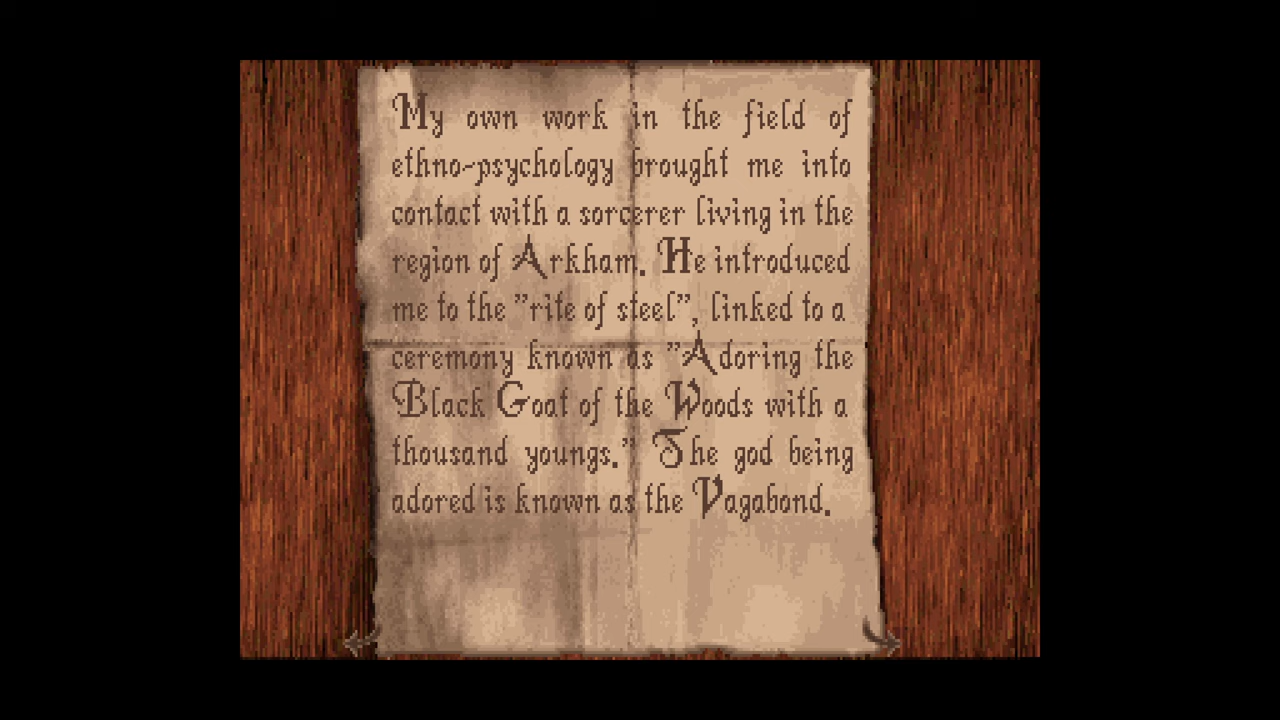 My own work in the field of
ethno-psychology brought me into
contact with a sorcerer living in the
region of Arkham. He introduced
me to the "rite of steel", linked to a
ceremony known as "Adoring the
Black Goat of the Woods with a
thousand youngs." The god being
adored is known as the Vagabond.